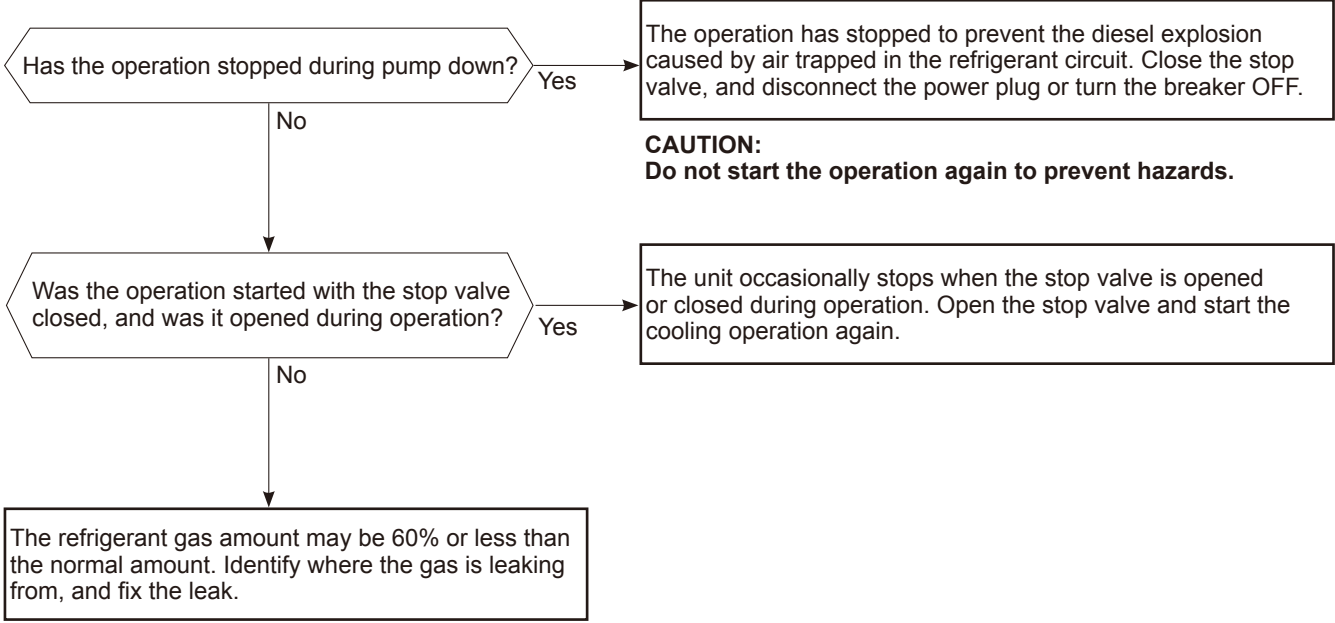 Has the operation stopped during pump down?
Yes
The operation has stopped to prevent the diesel explosion
caused by air trapped in the refrigerant circuit. Close the stop
valve, and disconnect the power plug or turn the breaker OFF.
CAUTION:
Do not start the operation again to prevent hazards.
No
Was the operation started with the stop valve
closed, and was it opened during operation?
Yes
The unit occasionally stops when the stop valve is opened
or closed during operation. Open the stop valve and start the
cooling operation again.
No
The refrigerant gas amount may be 60% or less than
the normal amount. Identify where the gas is leaking
from, and fix the leak.